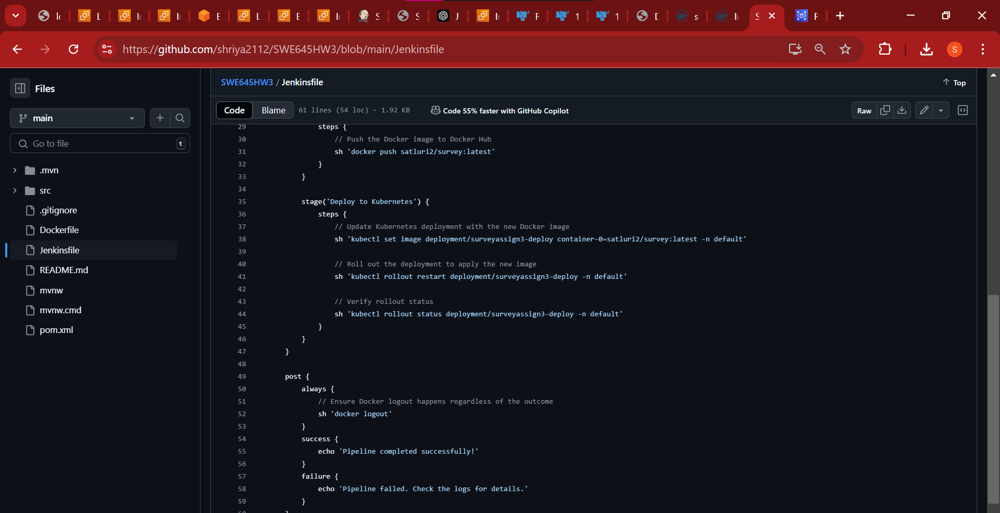 https://github.com/shriya2112/SWE645HW3/blob/main/Jenkinsfile
S
Files
main
Go to file
t
.mvn
src
.gitignore
Dockerfile
Jenkinsfile
README.md
mvnw
mvnw.cmd
pom.xml
SWE645HW3 / Jenkinsfile
Top
Code
Blame
61 lines (54 loc) · 1.92 KB
Code 55% faster with GitHub Copilot
Raw
29 steps {
30 // Push the Docker image to Docker Hub
31 sh 'docker push satluri2/survey:latest'
32 }
33 }
34
35 stage('Deploy to Kubernetes') {
36 steps {
37 // Update Kubernetes deployment with the new Docker image
38 sh 'kubectl set image deployment/surveyassign3-deploy container-0=satluri2/survey:latest -n default'
39
40 // Roll out the deployment to apply the new image
41 sh 'kubectl rollout restart deployment/surveyassign3-deploy -n default'
42
43 // Verify rollout status
44 sh 'kubectl rollout status deployment/surveyassign3-deploy -n default'
45 }
46 }
47 }
48
49 post {
50 always {
51 // Ensure Docker logout happens regardless of the outcome
52 sh 'docker logout'
53 }
54 success {
55 echo 'Pipeline completed successfully!'
56 }
57 failure {
58 echo 'Pipeline failed. Check the logs for details.'
59 }